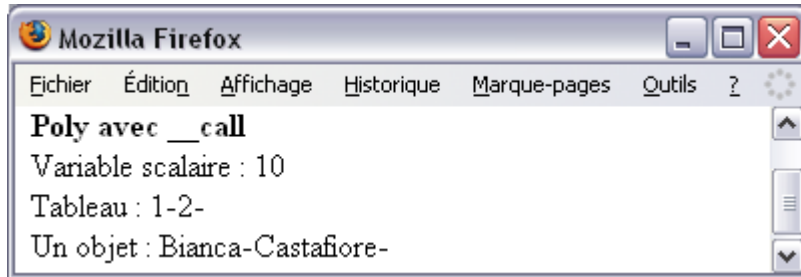 Mozilla Firefox
Fichier Édition Affichage Historique Marque-pages Outils ?
Poly avec __call
Variable scalaire : 10
Tableau : 1-2-
Un objet : Bianca-Castafiore-